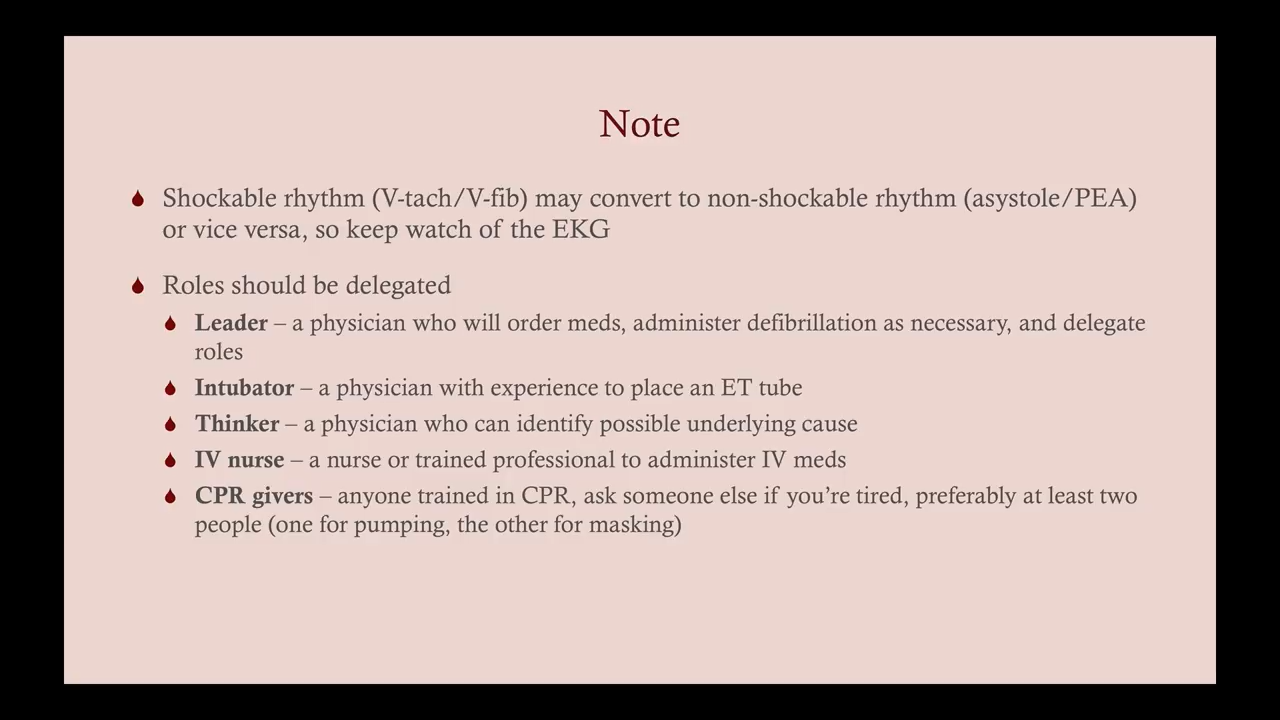 Note
Shockable rhythm (V-tach/V-fib) may convert to non-shockable rhythm (asystole/PEA)
or vice versa, so keep watch of the EKG
Roles should be delegated
Leader – a physician who will order meds, administer defibrillation as necessary, and delegate
roles
Intubator – a physician with experience to place an ET tube
Thinker – a physician who can identify possible underlying cause
IV nurse – a nurse or trained professional to administer IV meds
CPR givers – anyone trained in CPR, ask someone else if you’re tired, preferably at least two
people (one for pumping, the other for masking)